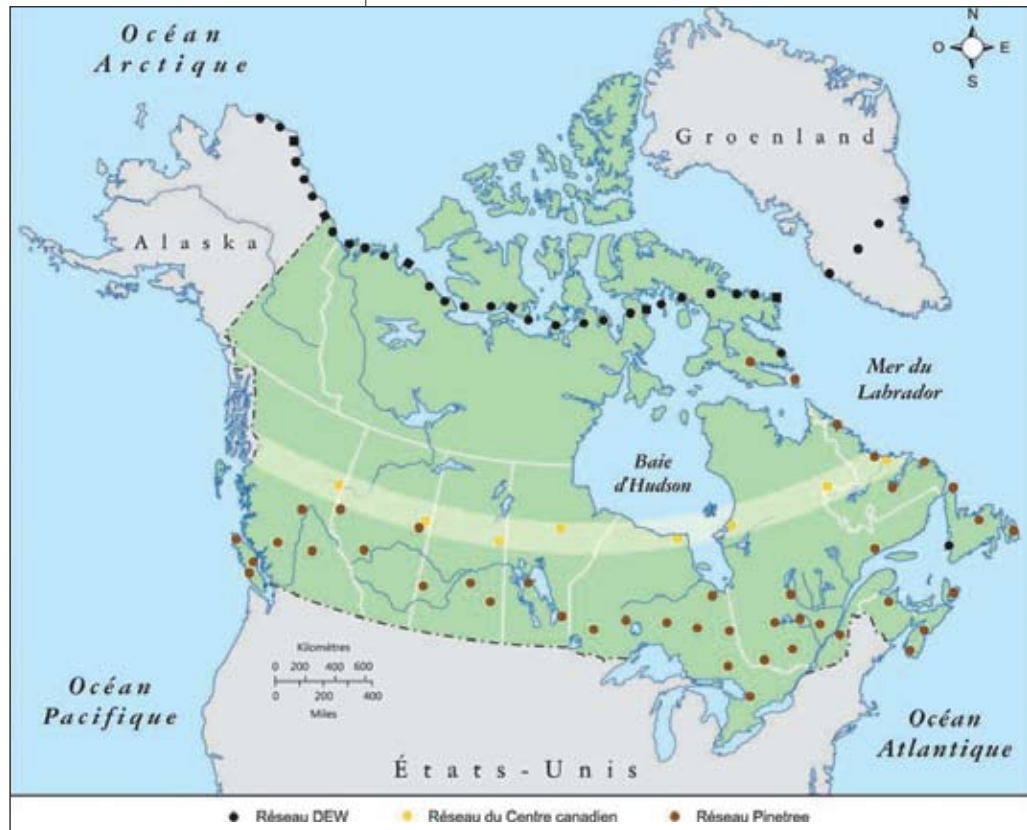 Océan
Arctique
N
O
E
S
Groenland
Alaska
Mer du
Labrador
Baie
d'Hudson
Kilomètres
0 200 400 600
0 200 400
Miles
Océan
Pacifique
Océan
Atlantique
États-Unis
Réseau DEW
Réseau du Centre canadien
Réseau Pinetree